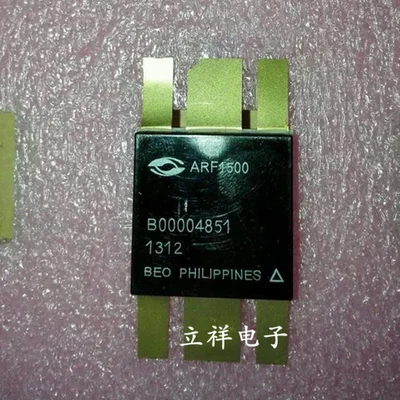 ARF1500
B00004851
1312
BEO PHILIPPINES △
立祥电子